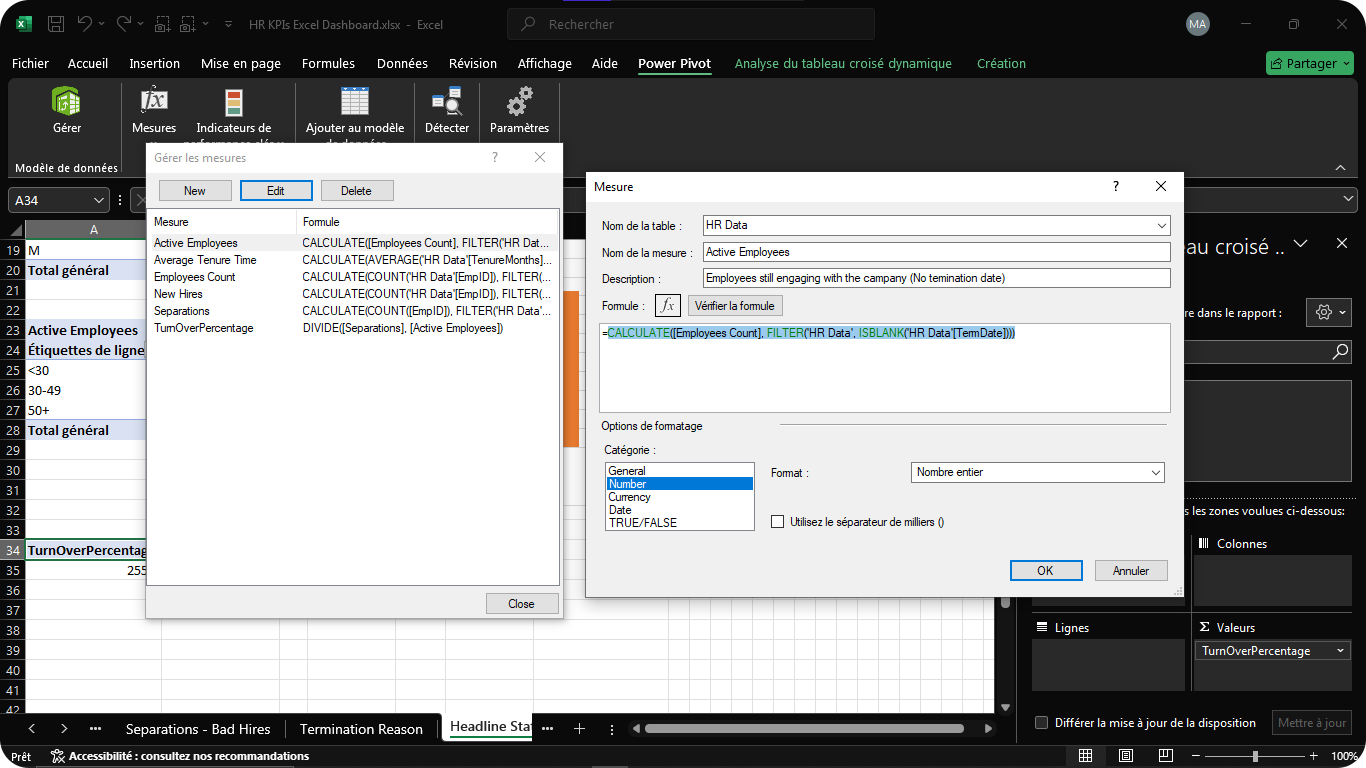 HR KPIs Excel Dashboard.xlsx - Excel
Rechercher
MA
Fichier Accueil Insertion Mise en page Formules Données Révision Affichage Aide Power Pivot Analyse du tableau croisé dynamique Création
Partager
Gérer
Mesures
Indicateurs de
Ajouter au modèle
Détecter
Paramètres
Modèle de données
A34
A
19 M
20 Total général
21
22
23 Active Employees
24 Étiquettes de ligne
25 <30
26 30-49
27 50+
28 Total général
29
30
31
32
33
34 TurnOverPercentag
35 255
36
37
38
39
40
41
42
Gérer les mesures
?
New Edit Delete
Mesure Formule
Active Employees CALCULATE([Employees Count], FILTER('HR Dat...
Average Tenure Time CALCULATE(AVERAGE('HR Data'[TenureMonths]...
Employees Count CALCULATE(COUNT('HR Data'[EmpID]), FILTER(...
New Hires CALCULATE(COUNT('HR Data'[EmpID]), FILTER(...
Separations CALCULATE(COUNT([EmpID]), FILTER('HR Data'...
TurnOverPercentage DIVIDE([Separations], [Active Employees])
Close
Mesure
?
Nom de la table : HR Data
Nom de la mesure : Active Employees
Description : Employees still engaging with the campany (No temination date)
Formule : fx Vérifier la formule
=CALCULATE([Employees Count], FILTER('HR Data', ISBLANK('HR Data'[TermDate])))
Options de formatage
Catégorie :
General
Number
Currency
Date
TRUE/FALSE
Format : Nombre entier
Utilisez le séparateur de milliers ()
OK Annuler
au croisé ..
re dans le rapport :
s les zones voulues ci-dessous:
Colonnes
Lignes
Σ Valeurs
TurnOverPercentage
Différer la mise à jour de la disposition
Mettre à jour
Separations - Bad Hires Termination Reason Headline Sta
Prêt
Accessibilité : consultez nos recommandations
100%